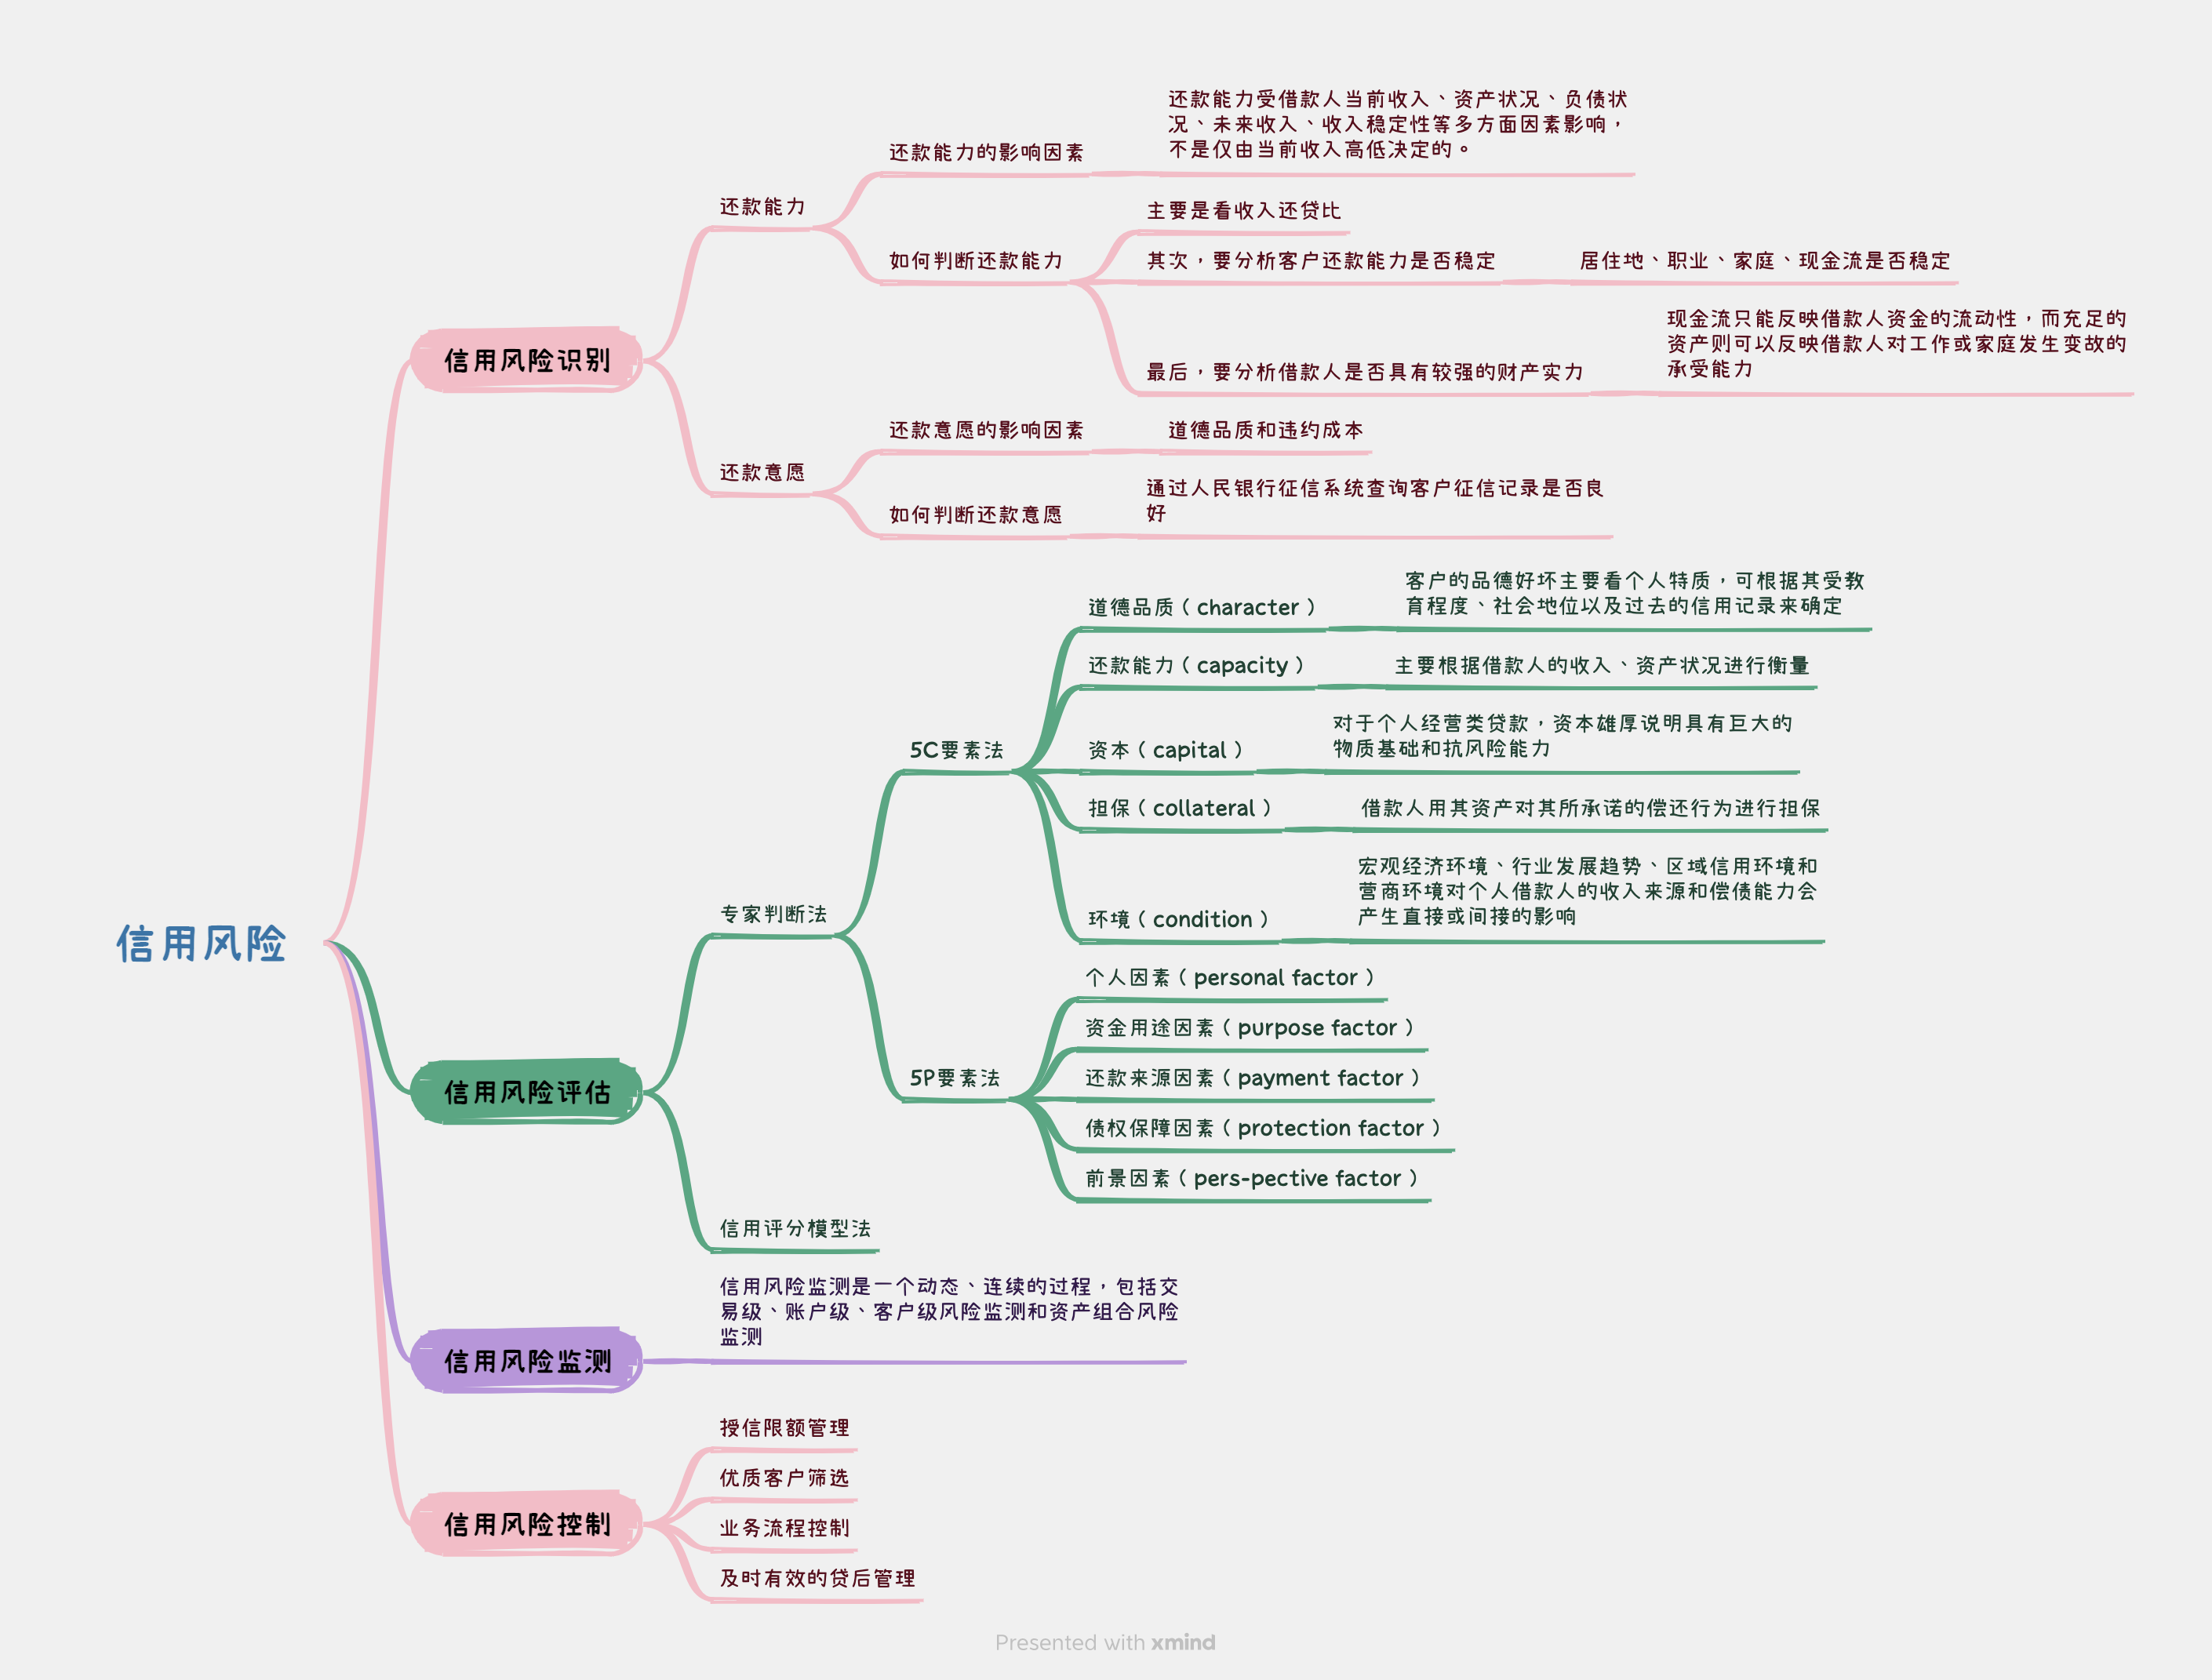 信用风险
信用风险识别
还款能力
还款能力的影响因素
还款能力受借款人当前收入、资产状况、负债状
况、未来收入、收入稳定性等多方面因素影响，
不是仅由当前收入高低决定的。
如何判断还款能力
主要是看收入还贷比
其次，要分析客户还款能力是否稳定
居住地、职业、家庭、现金流是否稳定
最后，要分析借款人是否具有较强的财产实力
现金流只能反映借款人资金的流动性，而充足的
资产则可以反映借款人对工作或家庭发生变故的
承受能力
还款意愿
还款意愿的影响因素
道德品质和违约成本
如何判断还款意愿
通过人民银行征信系统查询客户征信记录是否良
好
信用风险评估
专家判断法
5C要素法
道德品质（character）
客户的品德好坏主要看个人特质，可根据其受教
育程度、社会地位以及过去的信用记录来确定
还款能力（capacity）
主要根据借款人的收入、资产状况进行衡量
资本（capital）
对于个人经营类贷款，资本雄厚说明具有巨大的
物质基础和抗风险能力
担保（collateral）
借款人用其资产对其所承诺的偿还行为进行担保
环境（condition）
宏观经济环境、行业发展趋势、区域信用环境和
营商环境对个人借款人的收入来源和偿债能力会
产生直接或间接的影响
5P要素法
个人因素（personal factor）
资金用途因素（purpose factor）
还款来源因素（payment factor）
债权保障因素（protection factor）
前景因素（pers-pective factor）
信用评分模型法
信用风险监测
信用风险监测是一个动态、连续的过程，包括交
易级、账户级、客户级风险监测和资产组合风险
监测
信用风险控制
授信限额管理
优质客户筛选
业务流程控制
及时有效的贷后管理
Presented with xmind